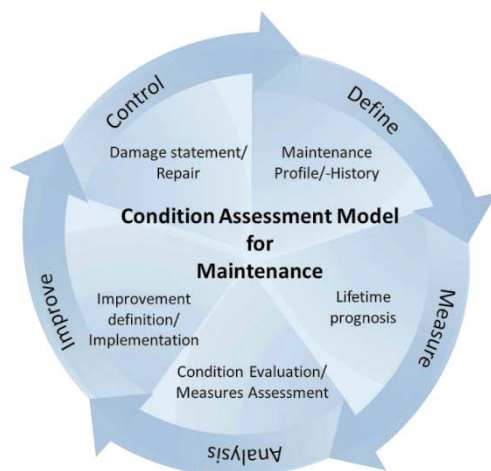 Control
Define
Damage statement/
Repair
Maintenance
Profile/-History
Condition Assessment Model
for
Maintenance
Improve
Improvement
definition/
Implementation
Lifetime
prognosis
Measure
Condition Evaluation/
Measures Assessment
Analysis